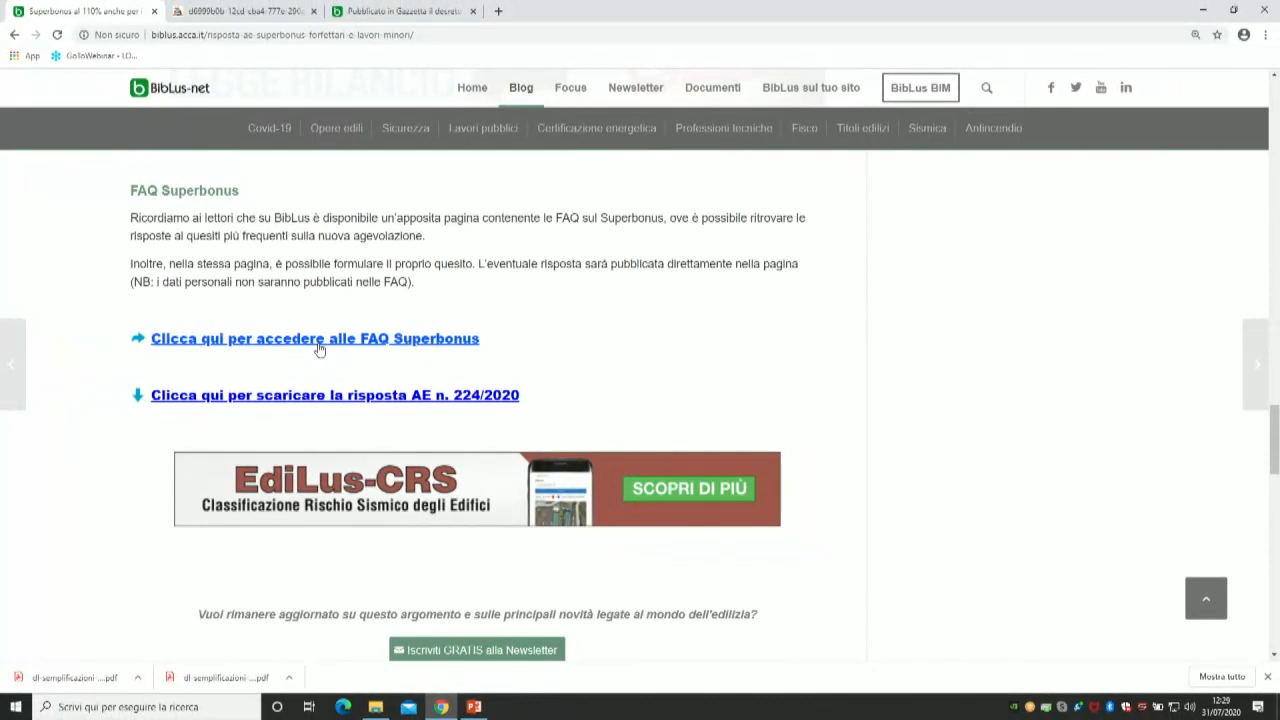 Superbonus al 110% anche per i
d6999b0b-12cd-cba4-777e-290c
Pubblicato in Gazzetta il decreto
Non sicuro biblus.acca.it/risposta-ae-superbonus-forfettari-e-lavori-minori/
App GoToWebinar - LO...
LEGGE RILANCIO
BibLus-net Home Blog Focus Newsletter Documenti BibLus sul tuo sito BibLus BIM
Covid-19 Opere edili Sicurezza Lavori pubblici Certificazione energetica Professioni tecniche Fisco Titoli edilizi Sismica Antincendio
FAQ Superbonus
Ricordiamo ai lettori che su BibLus è disponibile un'apposita pagina contenente le FAQ sul Superbonus, ove è possibile ritrovare le
risposte ai quesiti più frequenti sulla nuova agevolazione.
Inoltre, nella stessa pagina, è possibile formulare il proprio quesito. L'eventuale risposta sarà pubblicata direttamente nella pagina
(NB: i dati personali non saranno pubblicati nelle FAQ).
Clicca qui per accedere alle FAQ Superbonus
Clicca qui per scaricare la risposta AE n. 224/2020
EdiLus-CRS
Classificazione Rischio Sismico degli Edifici
SCOPRI DI PIÙ
Vuoi rimanere aggiornato su questo argomento e sulle principali novità legate al mondo dell'edilizia?
Iscriviti GRATIS alla Newsletter
dl-semplificazioni-....pdf dl-semplificazioni-....pdf Mostra tutto
Scrivi qui per eseguire la ricerca
12:29
31/07/2020